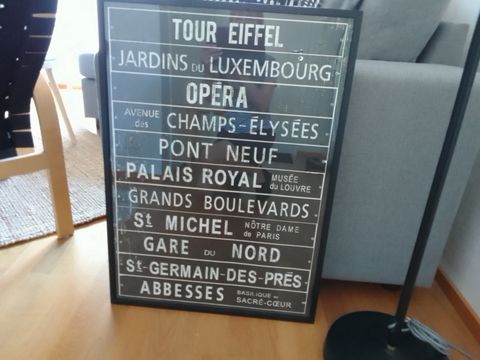 TOUR EIFFEL
JARDINS DU LUXEMBOURG
OPÉRA
AVENUE des CHAMPS-ÉLYSÉES
PONT NEUF
PALAIS ROYAL MUSÉE DU LOUVRE
GRANDS BOULEVARDS
St MICHEL NÔTRE DAME de PARIS
GARE DU NORD
St-GERMAIN-DES-PRÉS
ABBESSES BASILIQUE du SACRÉ-CŒUR